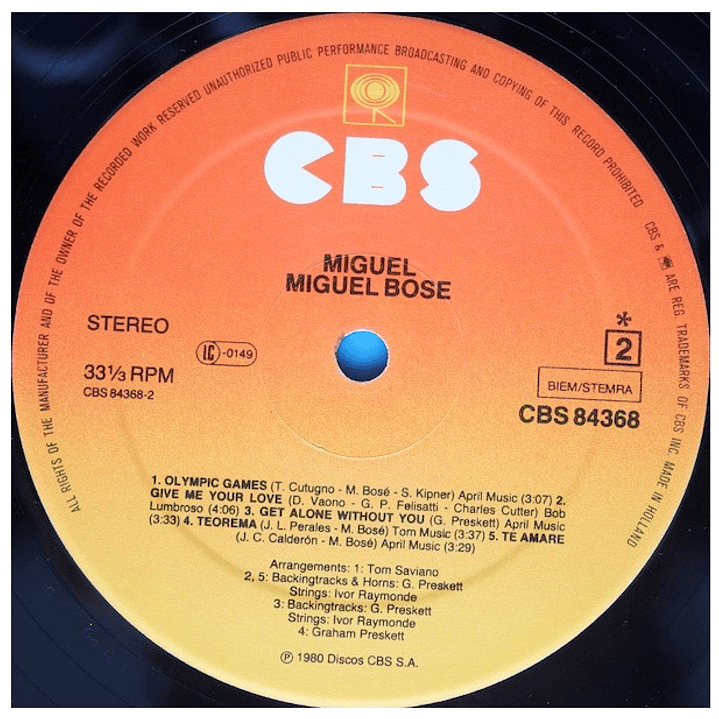 ALL RIGHTS OF THE MANUFACTURER AND OF THE OWNER OF THE RECORDED WORK RESERVED UNAUTHORIZED PUBLIC PERFORMANCE BROADCASTING AND COPYING OF THIS RECORD PROHIBITED CBS & ARE REG. TRADEMARKS OF CBS INC. MADE IN HOLLAND
CBS
MIGUEL
MIGUEL BOSE
STEREO
LC-0149
33⅓ RPM
CBS 84368-2
*
2
BIEM/STEMRA
CBS 84368
1. OLYMPIC GAMES (T. Cutugno - M. Bosé - S. Kipner) April Music (3:07) 2.
GIVE ME YOUR LOVE (D. Vaono - G. P. Felisatti - Charles Cutter) Bob
Lumbroso (4:06) 3. GET ALONE WITHOUT YOU (G. Preskett) April Music
(3:33) 4. TEOREMA (J. L. Perales - M. Bosé) Tom Music (3:37) 5. TE AMARE
(J. C. Calderón - M. Bosé) April Music (3:29)
Arrangements: 1: Tom Saviano
2, 5: Backingtracks & Horns: G. Preskett
Strings: Ivor Raymonde
3: Backingtracks: G. Preskett
Strings: Ivor Raymonde
4: Graham Preskett
℗ 1980 Discos CBS S.A.